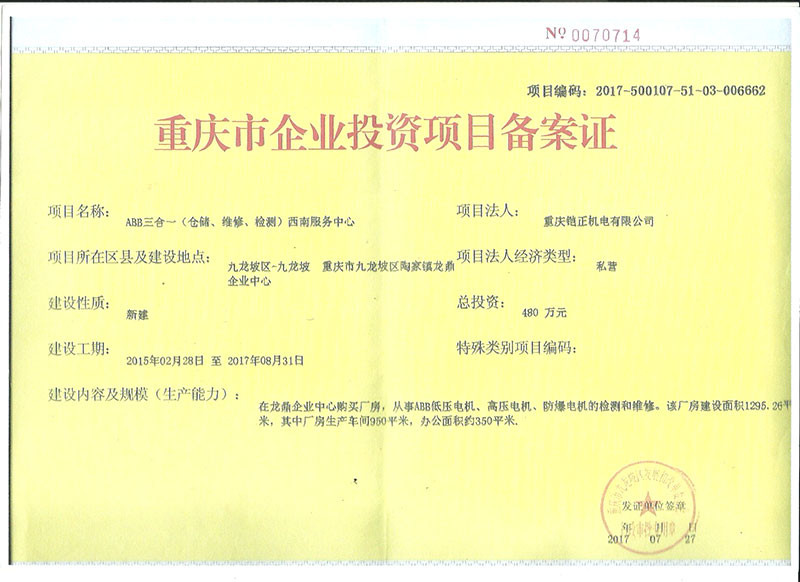 № 0070714
项目编码：2017-500107-51-03-006662
重庆市企业投资项目备案证
项目名称： ABB三合一（仓储、维修、检测）西南服务中心
项目法人： 重庆铠正机电有限公司
项目所在区县及建设地点： 九龙坡区-九龙坡 重庆市九龙坡区陶家镇龙鼎
企业中心
项目法人经济类型： 私营
建设性质： 新建
总投资： 480 万元
建设工期： 2015年02月28日 至 2017年08月31日
特殊类别项目编码：
建设内容及规模（生产能力）：
在龙鼎企业中心购买厂房，从事ABB低压电机、高压电机、防爆电机的检测和维修。该厂房建设面积1295.26平
米，其中厂房生产车间950平米，办公面积约350平米.
发证单位签章
年 月 日
2017 07 27